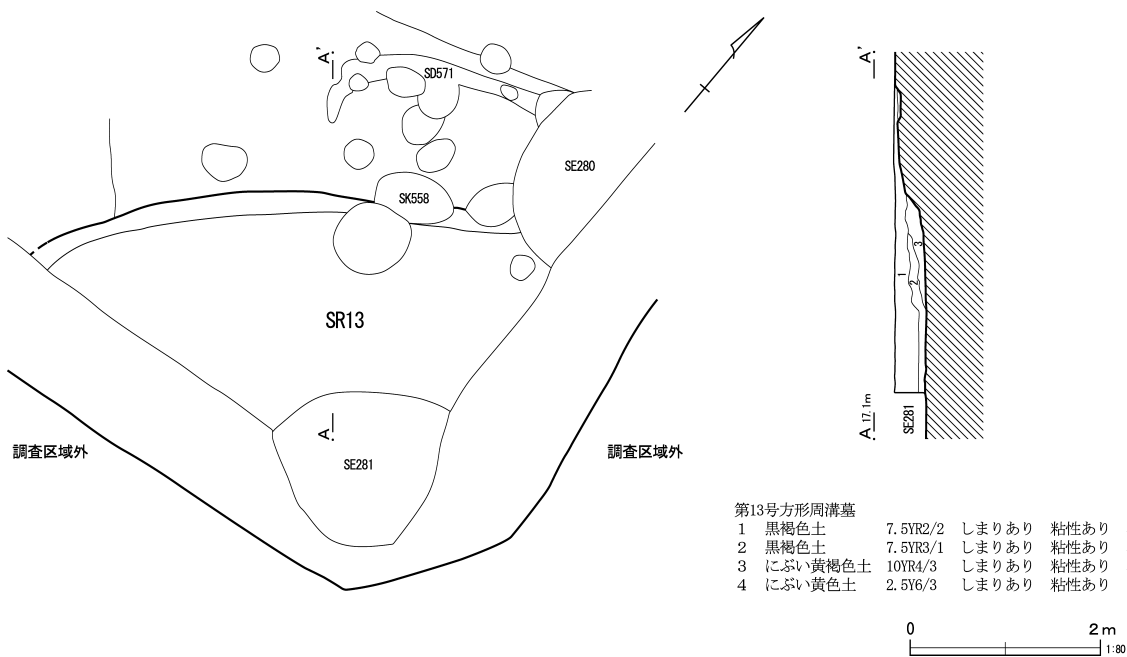 A'
SD571
SE280
SK558
SR13
A
SE281
調査区域外
調査区域外
A'
1
2
3
A 17.1m
SE281
第13号方形周溝墓
1 黒褐色土 7.5YR2/2 しまりあり 粘性あり
2 黒褐色土 7.5YR3/1 しまりあり 粘性あり
3 にぶい黄褐色土 10YR4/3 しまりあり 粘性あり
4 にぶい黄色土 2.5Y6/3 しまりあり 粘性あり
0 2m
1:80